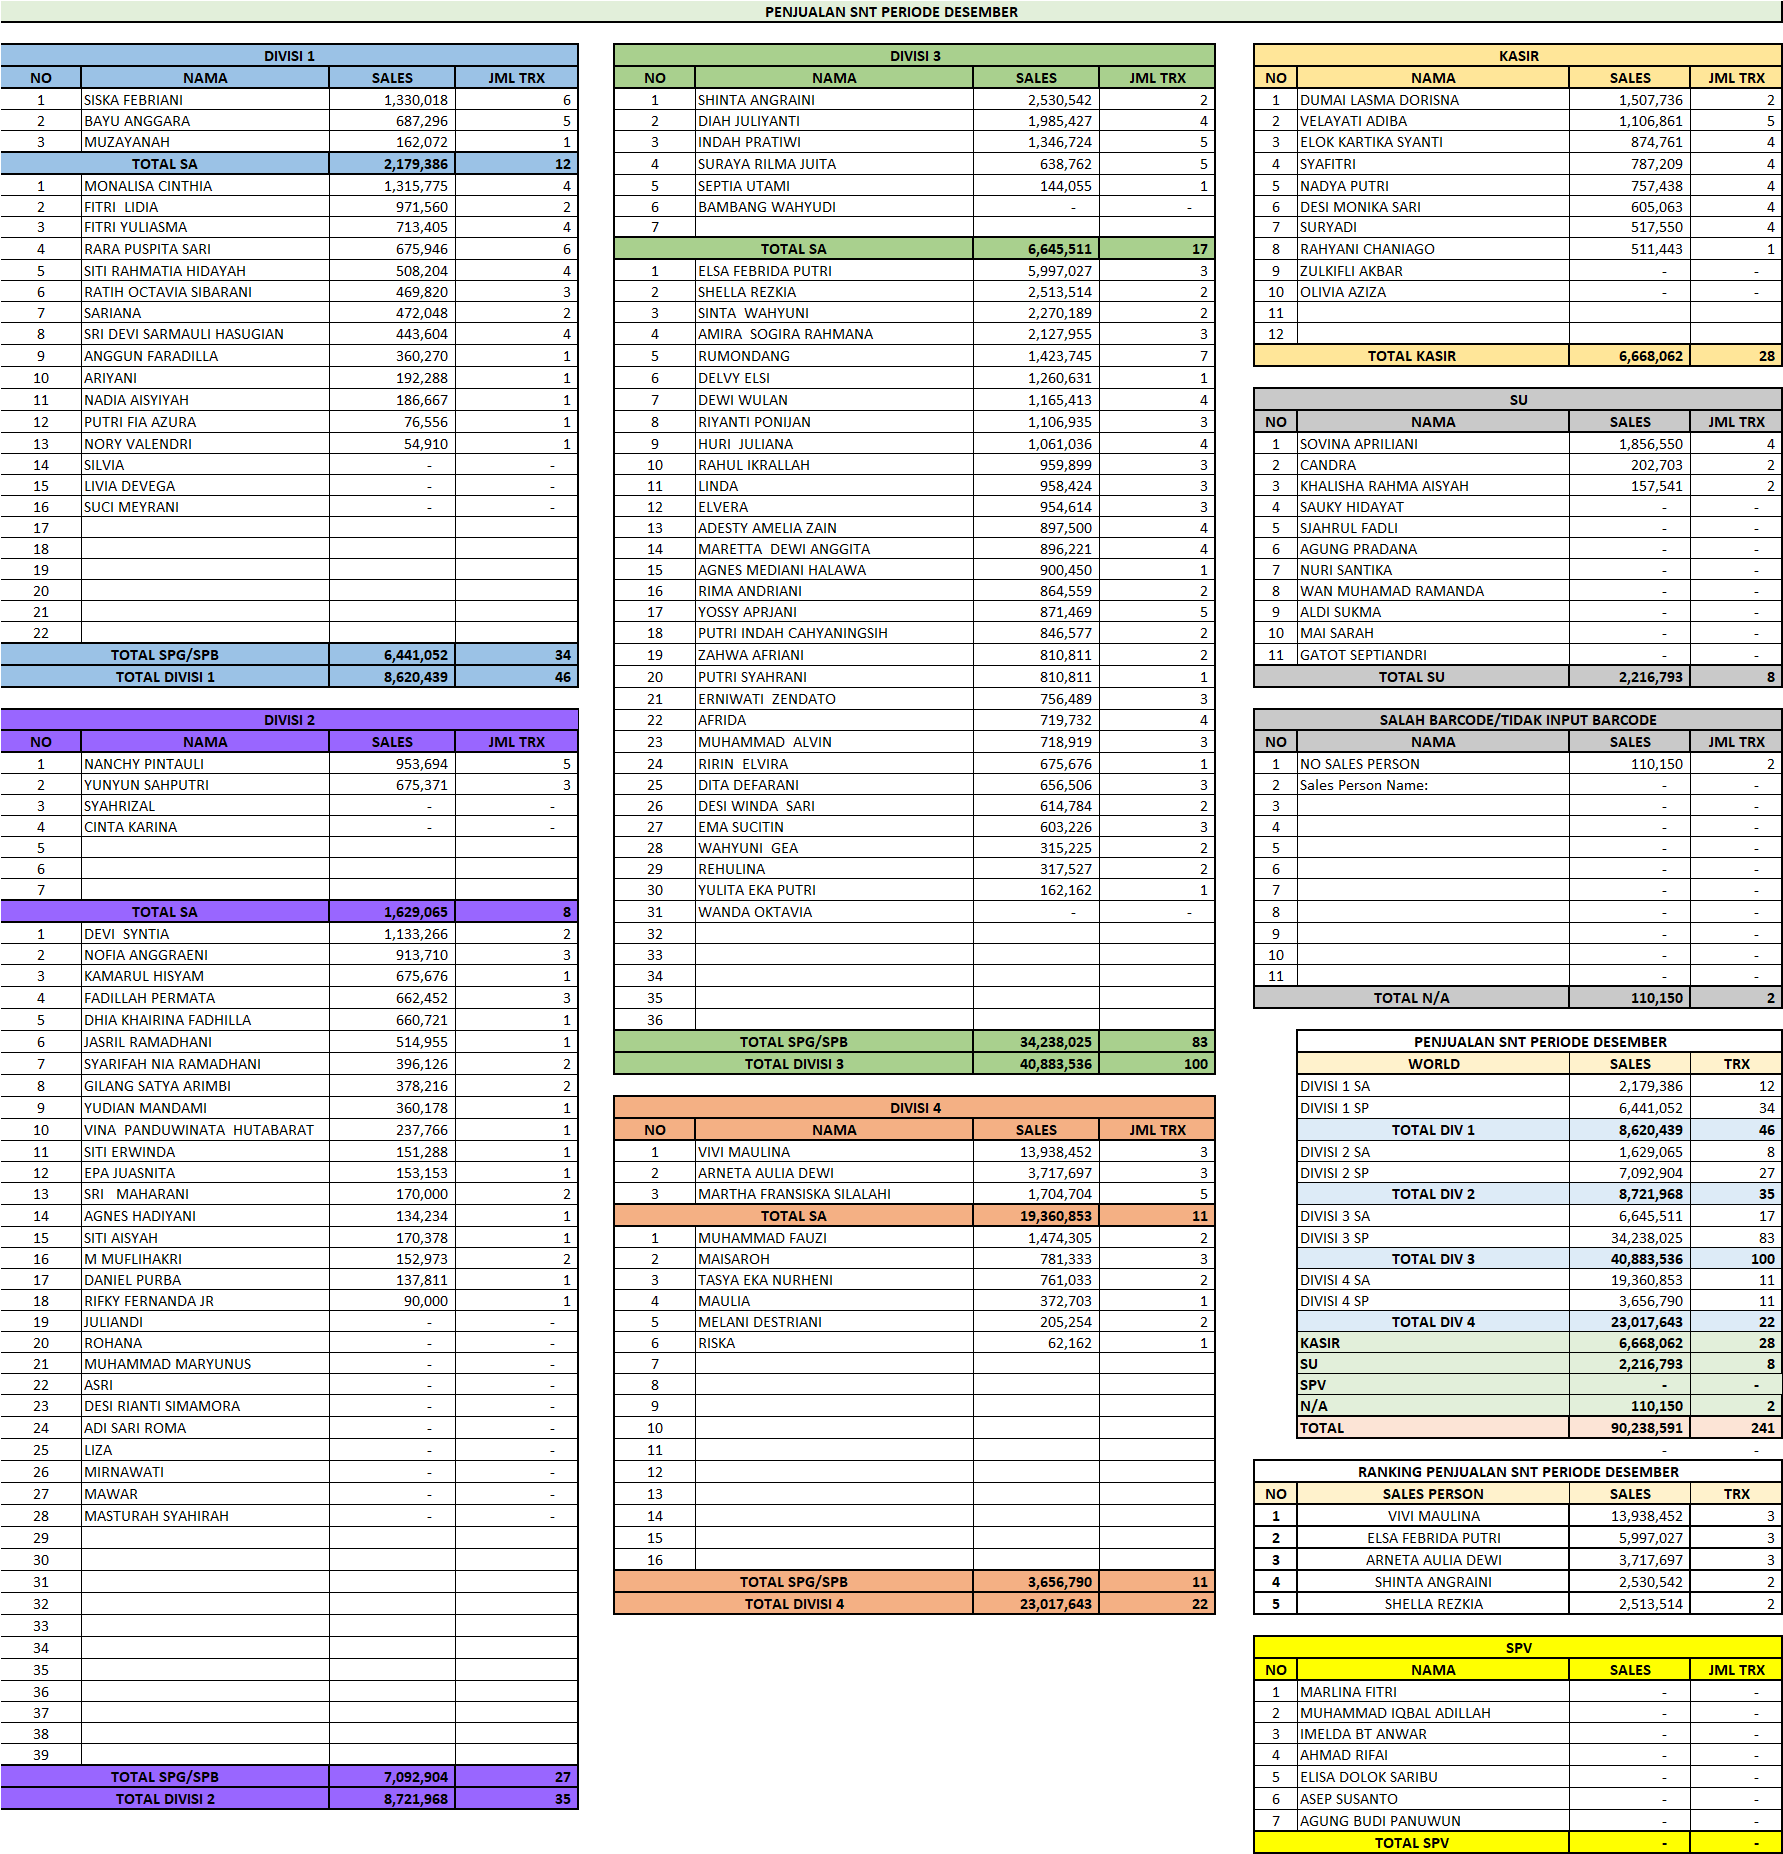 PENJUALAN SNT PERIODE DESEMBER
DIVISI 1
NO NAMA SALES JML TRX
1 SISKA FEBRIANI 1,330,018 6
2 BAYU ANGGARA 687,296 5
3 MUZAYANAH 162,072 1
TOTAL SA 2,179,386 12
1 MONALISA CINTHIA 1,315,775 4
2 FITRI LIDIA 971,560 2
3 FITRI YULIASMA 713,405 4
4 RARA PUSPITA SARI 675,946 6
5 SITI RAHMATIA HIDAYAH 508,204 4
6 RATIH OCTAVIA SIBARANI 469,820 3
7 SARIANA 472,048 2
8 SRI DEVI SARMAULI HASUGIAN 443,604 4
9 ANGGUN FARADILLA 360,270 1
10 ARIYANI 192,288 1
11 NADIA AISYIYAH 186,667 1
12 PUTRI FIA AZURA 76,556 1
13 NORY VALENDRI 54,910 1
14 SILVIA - -
15 LIVIA DEVEGA - -
16 SUCI MEYRANI - -
17
18
19
20
21
22
TOTAL SPG/SPB 6,441,052 34
TOTAL DIVISI 1 8,620,439 46
DIVISI 2
NO NAMA SALES JML TRX
1 NANCHY PINTAULI 953,694 5
2 YUNYUN SAHPUTRI 675,371 3
3 SYAHRIZAL - -
4 CINTA KARINA - -
5
6
7
TOTAL SA 1,629,065 8
1 DEVI SYNTIA 1,133,266 2
2 NOFIA ANGGRAENI 913,710 3
3 KAMARUL HISYAM 675,676 1
4 FADILLAH PERMATA 662,452 3
5 DHIA KHAIRINA FADHILLA 660,721 1
6 JASRIL RAMADHANI 514,955 1
7 SYARIFAH NIA RAMADHANI 396,126 2
8 GILANG SATYA ARIMBI 378,216 2
9 YUDIAN MANDAMI 360,178 1
10 VINA PANDUWINATA HUTABARAT 237,766 1
11 SITI ERWINDA 151,288 1
12 EPA JUASNITA 153,153 1
13 SRI MAHARANI 170,000 2
14 AGNES HADIYANI 134,234 1
15 SITI AISYAH 170,378 1
16 M MUFLIHAKRI 152,973 2
17 DANIEL PURBA 137,811 1
18 RIFKY FERNANDA JR 90,000 1
19 JULIANDI - -
20 ROHANA - -
21 MUHAMMAD MARYUNUS - -
22 ASRI - -
23 DESI RIANTI SIMAMORA - -
24 ADI SARI ROMA - -
25 LIZA - -
26 MIRNAWATI - -
27 MAWAR - -
28 MASTURAH SYAHIRAH - -
29
30
31
32
33
34
35
36
37
38
39
TOTAL SPG/SPB 7,092,904 27
TOTAL DIVISI 2 8,721,968 35
DIVISI 3
NO NAMA SALES JML TRX
1 SHINTA ANGRAINI 2,530,542 2
2 DIAH JULIYANTI 1,985,427 4
3 INDAH PRATIWI 1,346,724 5
4 SURAYA RILMA JUITA 638,762 5
5 SEPTIA UTAMI 144,055 1
6 BAMBANG WAHYUDI - -
7
TOTAL SA 6,645,511 17
1 ELSA FEBRIDA PUTRI 5,997,027 3
2 SHELLA REZKIA 2,513,514 2
3 SINTA WAHYUNI 2,270,189 2
4 AMIRA SOGIRA RAHMANA 2,127,955 3
5 RUMONDANG 1,423,745 7
6 DELVY ELSI 1,260,631 1
7 DEWI WULAN 1,165,413 4
8 RIYANTI PONIJAN 1,106,935 3
9 HURI JULIANA 1,061,036 4
10 RAHUL IKRALLAH 959,899 3
11 LINDA 958,424 3
12 ELVERA 954,614 3
13 ADESTY AMELIA ZAIN 897,500 4
14 MARETTA DEWI ANGGITA 896,221 4
15 AGNES MEDIANI HALAWA 900,450 1
16 RIMA ANDRIANI 864,559 2
17 YOSSY APRJANI 871,469 5
18 PUTRI INDAH CAHYANINGSIH 846,577 2
19 ZAHWA AFRIANI 810,811 2
20 PUTRI SYAHRANI 810,811 1
21 ERNIWATI ZENDATO 756,489 3
22 AFRIDA 719,732 4
23 MUHAMMAD ALVIN 718,919 3
24 RIRIN ELVIRA 675,676 1
25 DITA DEFARANI 656,506 3
26 DESI WINDA SARI 614,784 2
27 EMA SUCITIN 603,226 3
28 WAHYUNI GEA 315,225 2
29 REHULINA 317,527 2
30 YULITA EKA PUTRI 162,162 1
31 WANDA OKTAVIA - -
32
33
34
35
36
TOTAL SPG/SPB 34,238,025 83
TOTAL DIVISI 3 40,883,536 100
DIVISI 4
NO NAMA SALES JML TRX
1 VIVI MAULINA 13,938,452 3
2 ARNETA AULIA DEWI 3,717,697 3
3 MARTHA FRANSISKA SILALAHI 1,704,704 5
TOTAL SA 19,360,853 11
1 MUHAMMAD FAUZI 1,474,305 2
2 MAISAROH 781,333 3
3 TASYA EKA NURHENI 761,033 2
4 MAULIA 372,703 1
5 MELANI DESTRIANI 205,254 2
6 RISKA 62,162 1
7
8
9
10
11
12
13
14
15
16
TOTAL SPG/SPB 3,656,790 11
TOTAL DIVISI 4 23,017,643 22
KASIR
NO NAMA SALES JML TRX
1 DUMAI LASMA DORISNA 1,507,736 2
2 VELAYATI ADIBA 1,106,861 5
3 ELOK KARTIKA SYANTI 874,761 4
4 SYAFITRI 787,209 4
5 NADYA PUTRI 757,438 4
6 DESI MONIKA SARI 605,063 4
7 SURYADI 517,550 4
8 RAHYANI CHANIAGO 511,443 1
9 ZULKIFLI AKBAR - -
10 OLIVIA AZIZA - -
11
12
TOTAL KASIR 6,668,062 28
SU
NO NAMA SALES JML TRX
1 SOVINA APRILIANI 1,856,550 4
2 CANDRA 202,703 2
3 KHALISHA RAHMA AISYAH 157,541 2
4 SAUKY HIDAYAT - -
5 SJAHRUL FADLI - -
6 AGUNG PRADANA - -
7 NURI SANTIKA - -
8 WAN MUHAMAD RAMANDA - -
9 ALDI SUKMA - -
10 MAI SARAH - -
11 GATOT SEPTIANDRI - -
TOTAL SU 2,216,793 8
SALAH BARCODE/TIDAK INPUT BARCODE
NO NAMA SALES JML TRX
1 NO SALES PERSON 110,150 2
2 Sales Person Name: - -
3 - -
4 - -
5 - -
6 - -
7 - -
8 - -
9 - -
10 - -
11 - -
TOTAL N/A 110,150 2
PENJUALAN SNT PERIODE DESEMBER
WORLD SALES TRX
DIVISI 1 SA 2,179,386 12
DIVISI 1 SP 6,441,052 34
TOTAL DIV 1 8,620,439 46
DIVISI 2 SA 1,629,065 8
DIVISI 2 SP 7,092,904 27
TOTAL DIV 2 8,721,968 35
DIVISI 3 SA 6,645,511 17
DIVISI 3 SP 34,238,025 83
TOTAL DIV 3 40,883,536 100
DIVISI 4 SA 19,360,853 11
DIVISI 4 SP 3,656,790 11
TOTAL DIV 4 23,017,643 22
KASIR 6,668,062 28
SU 2,216,793 8
SPV - -
N/A 110,150 2
TOTAL 90,238,591 241
- -
RANKING PENJUALAN SNT PERIODE DESEMBER
NO SALES PERSON SALES TRX
1 VIVI MAULINA 13,938,452 3
2 ELSA FEBRIDA PUTRI 5,997,027 3
3 ARNETA AULIA DEWI 3,717,697 3
4 SHINTA ANGRAINI 2,530,542 2
5 SHELLA REZKIA 2,513,514 2
SPV
NO NAMA SALES JML TRX
1 MARLINA FITRI - -
2 MUHAMMAD IQBAL ADILLAH - -
3 IMELDA BT ANWAR - -
4 AHMAD RIFAI - -
5 ELISA DOLOK SARIBU - -
6 ASEP SUSANTO - -
7 AGUNG BUDI PANUWUN - -
TOTAL SPV - -